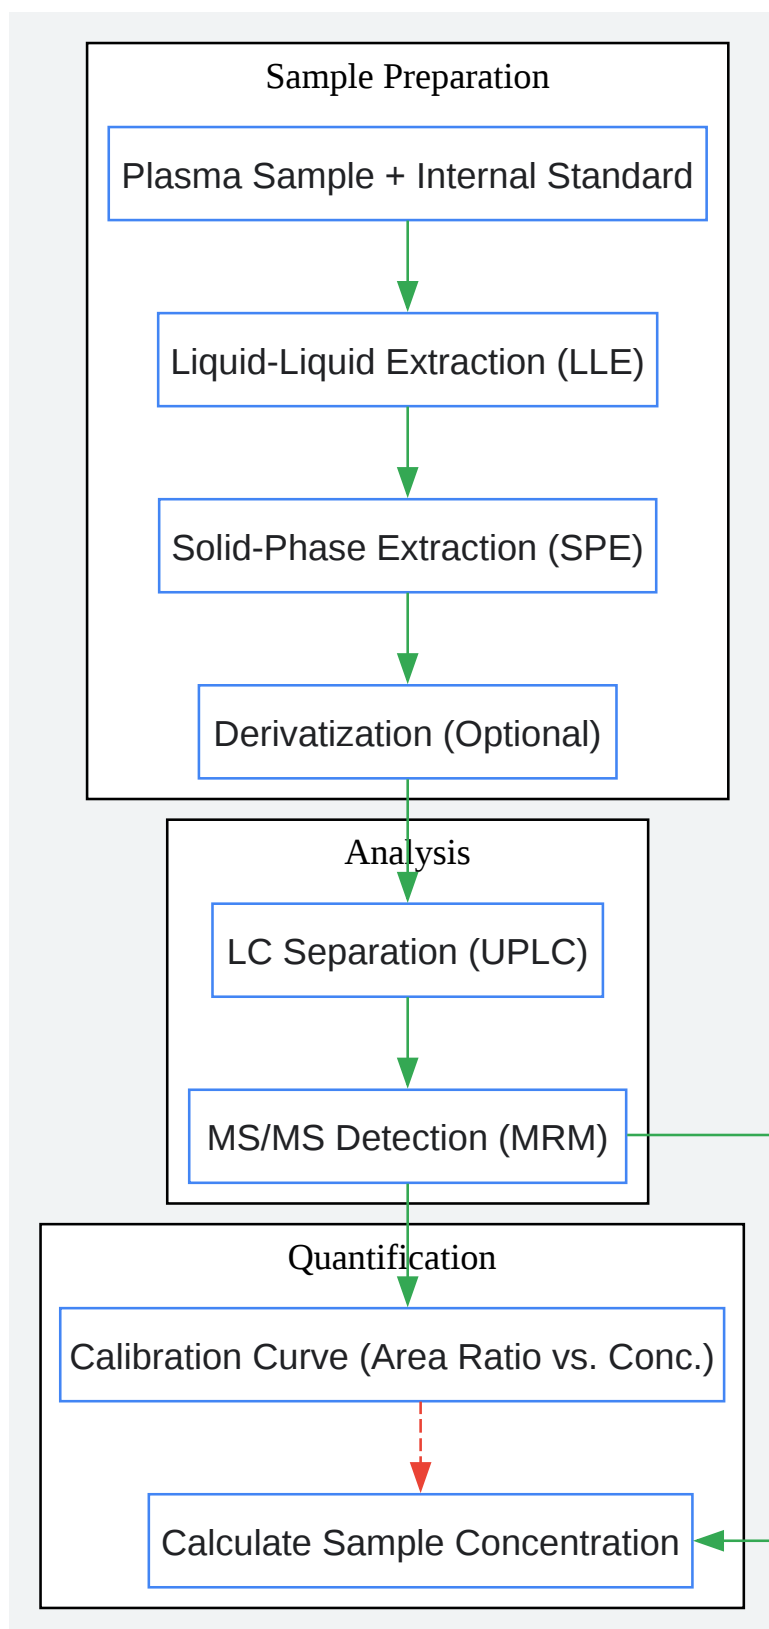 Sample Preparation
Plasma Sample + Internal Standard
Liquid-Liquid Extraction (LLE)
Solid-Phase Extraction (SPE)
Derivatization (Optional)
Analysis
LC Separation (UPLC)
MS/MS Detection (MRM)
Quantification
Calibration Curve (Area Ratio vs. Conc.)
Calculate Sample Concentration